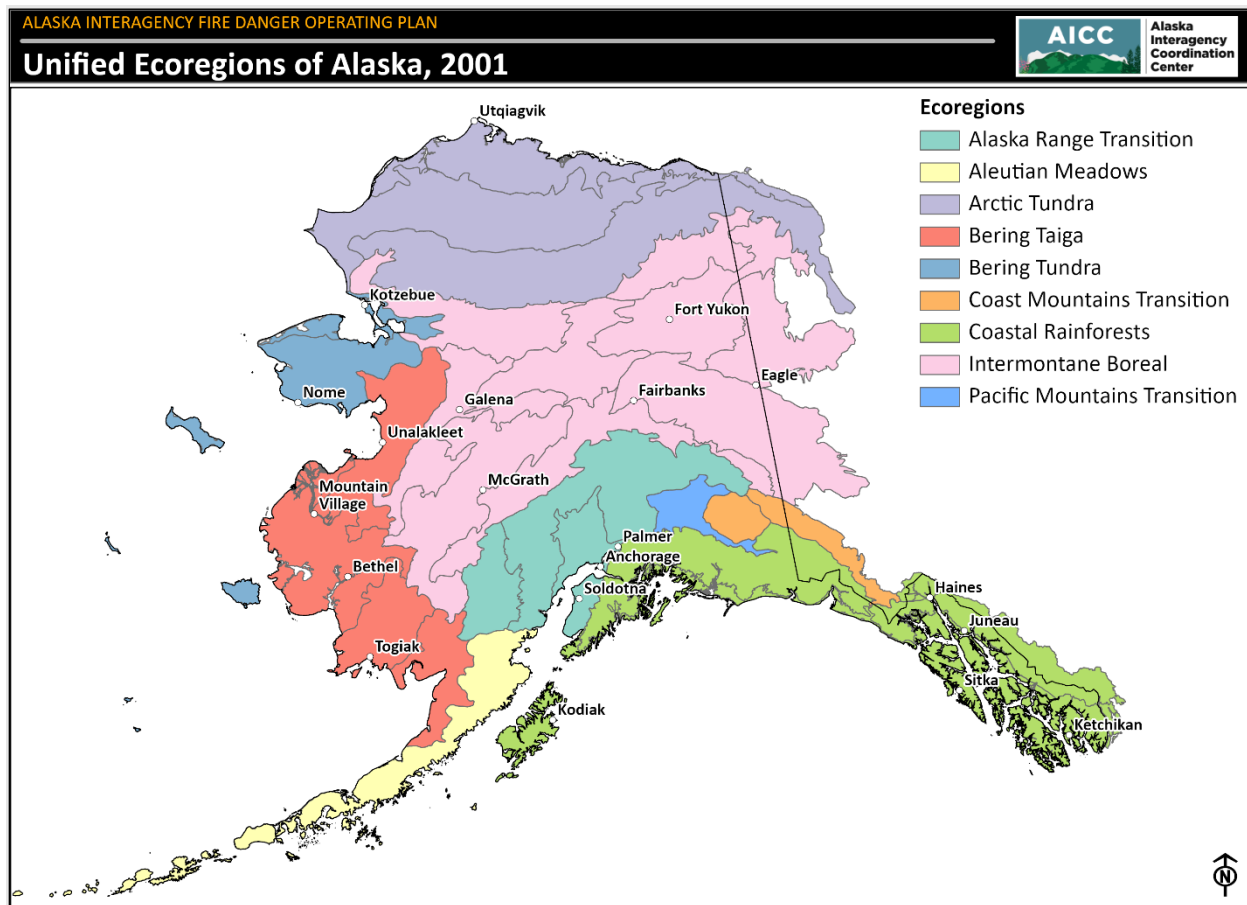 ALASKA INTERAGENCY FIRE DANGER OPERATING PLAN
Unified Ecoregions of Alaska, 2001
AICC
Alaska
Interagency
Coordination
Center
Ecoregions
Alaska Range Transition
Aleutian Meadows
Arctic Tundra
Bering Taiga
Bering Tundra
Coast Mountains Transition
Coastal Rainforests
Intermontane Boreal
Pacific Mountains Transition
Utqiagvik
Kotzebue
Fort Yukon
Nome
Galena
Fairbanks
Eagle
Unalakleet
McGrath
Mountain
Village
Palmer
Anchorage
Bethel
Soldotna
Haines
Juneau
Togiak
Sitka
Kodiak
Ketchikan
N